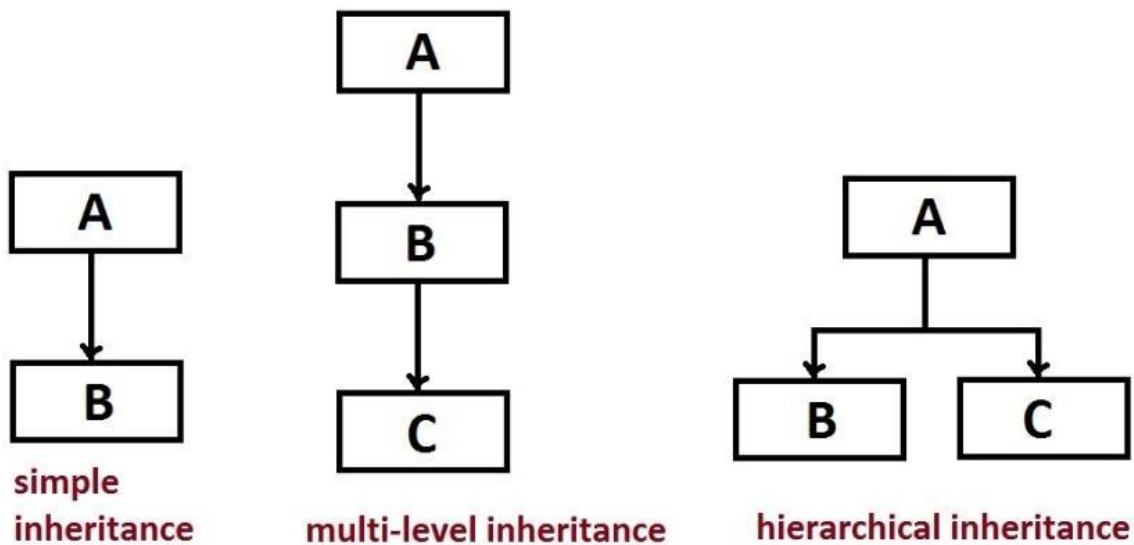 A
B
simple
inheritance
A
B
C
multi-level inheritance
A
B
C
hierarchical inheritance